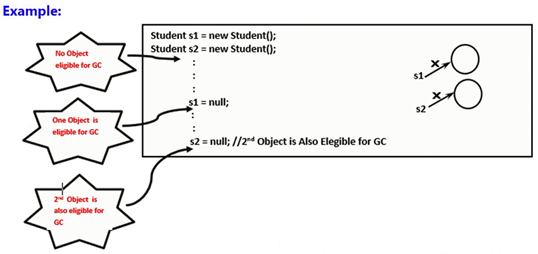 Example:
Student s1 = new Student();
Student s2 = new Student();
No Object
eligible for GC
:
:
:
:
s1
s2
X
X
One Object is
eligible for GC
s1 = null;
:
:
s2 = null; //2nd Object is Also Elegible for GC
2nd Object is
also eligible for
GC